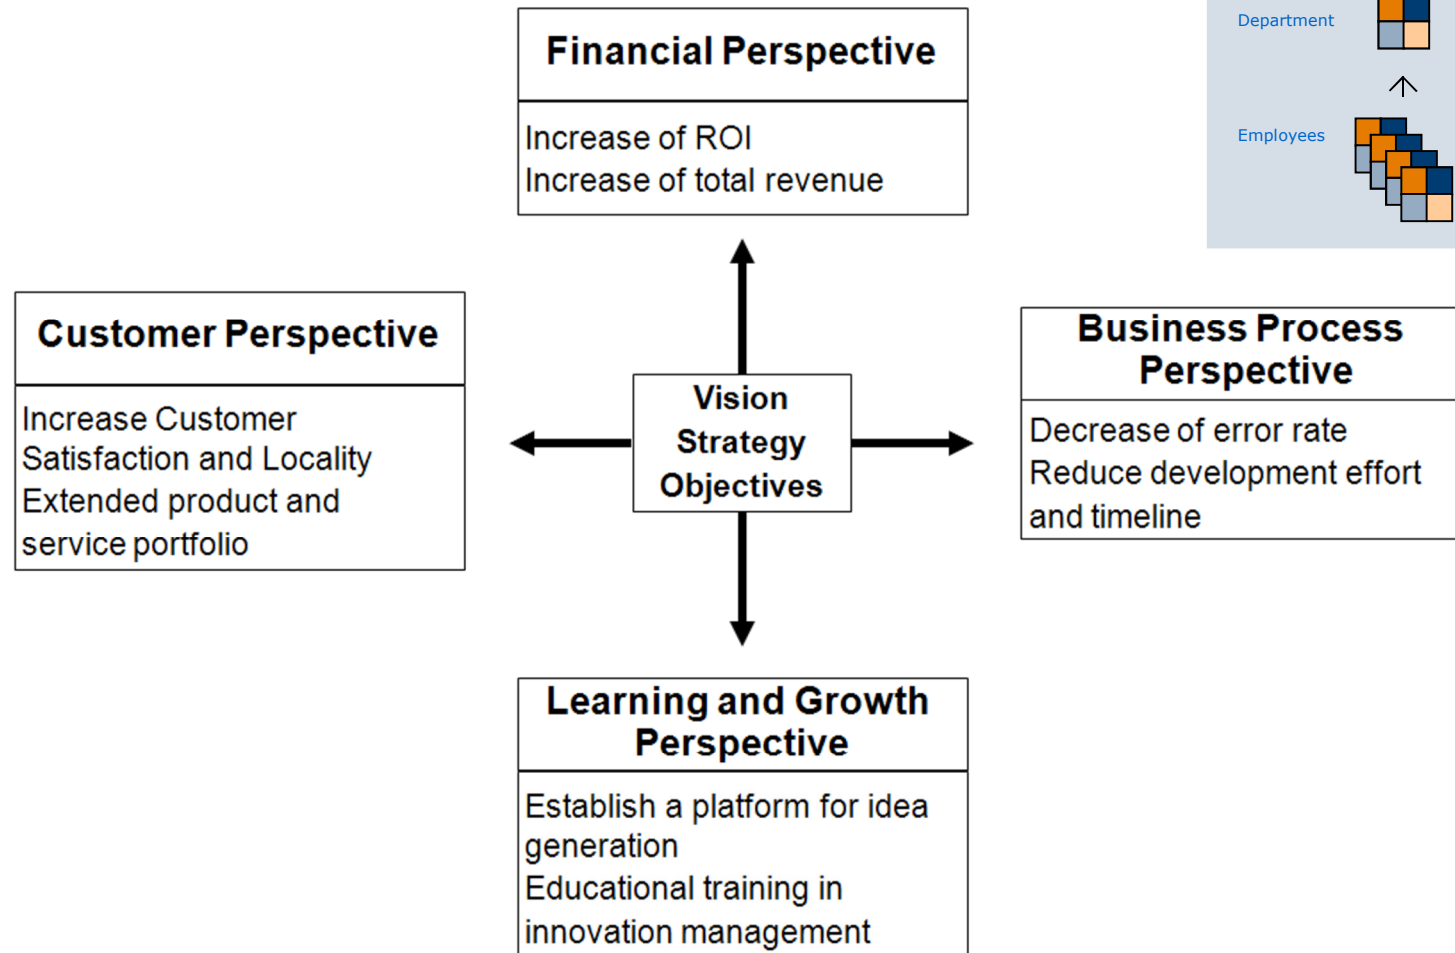 Department
Employees
Financial Perspective
Increase of ROI
Increase of total revenue
Customer Perspective
Increase Customer
Satisfaction and Locality
Extended product and
service portfolio
Vision
Strategy
Objectives
Business Process
Perspective
Decrease of error rate
Reduce development effort
and timeline
Learning and Growth
Perspective
Establish a platform for idea
generation
Educational training in
innovation management